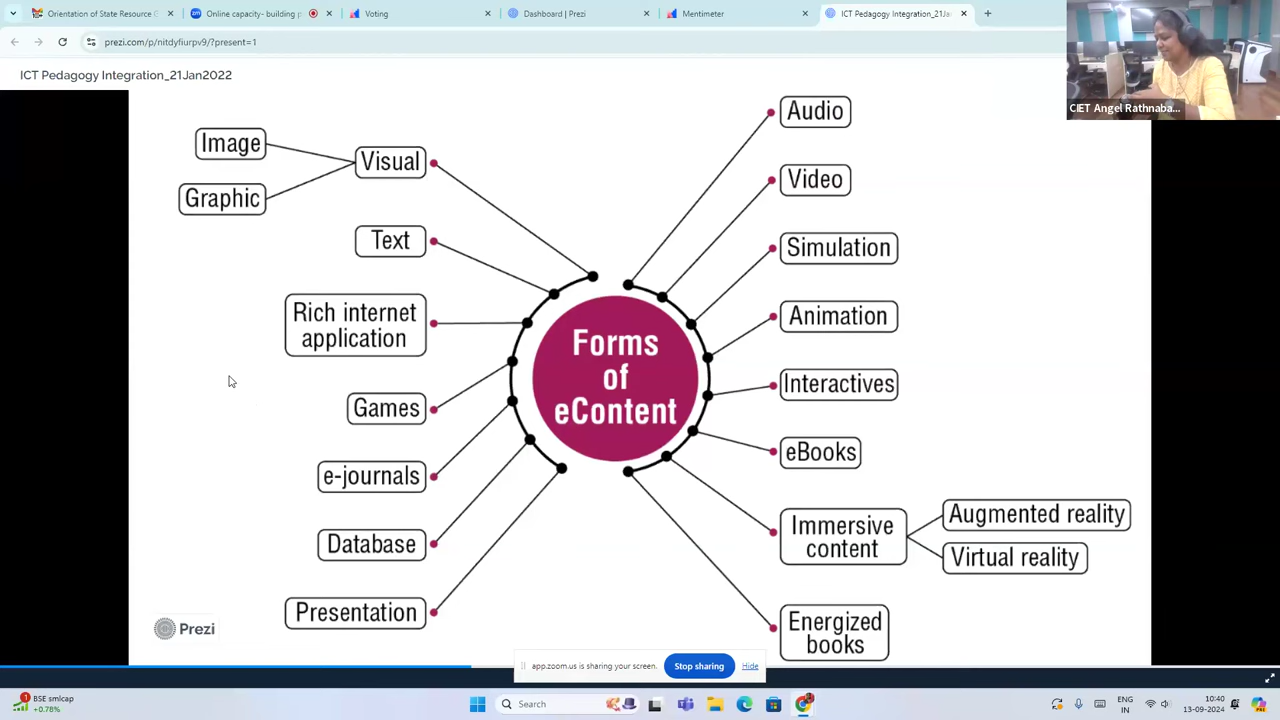 Orientation of State Resource G
Online capacity- building p
Voting
Dashboard | Prezi
Mentimeter
ICT Pedagogy Integration_21Ja
prezi.com/p/nitdyfiurpv9/?present=1
CIET Angel Rathnaba...
ICT Pedagogy Integration_21Jan2022
Image
Graphic
Visual
Text
Rich internet
application
Games
e-journals
Database
Presentation
Forms
of
eContent
Audio
Video
Simulation
Animation
Interactives
eBooks
Immersive
content
Augmented reality
Virtual reality
Energized
books
Prezi
app.zoom.us is sharing your screen.
Stop sharing
Hide
1
BSE smlcap
+0.78%
Search
ENG
IN
10:40
13-09-2024